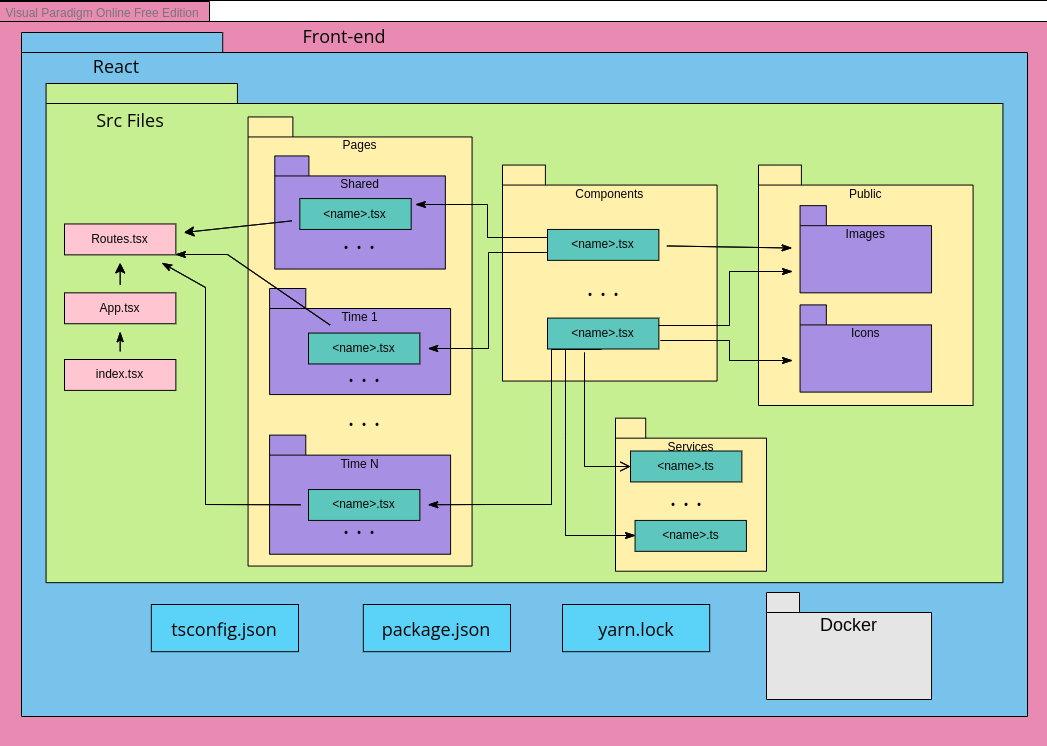 Visual Paradigm Online Free Edition
Front-end
React
Src Files
Pages
Shared
<name>.tsx
. . .
Time 1
<name>.tsx
. . .
. . .
Time N
<name>.tsx
. . .
Routes.tsx
App.tsx
index.tsx
Components
<name>.tsx
. . .
<name>.tsx
Public
Images
Icons
Services
<name>.ts
. . .
<name>.ts
tsconfig.json
package.json
yarn.lock
Docker